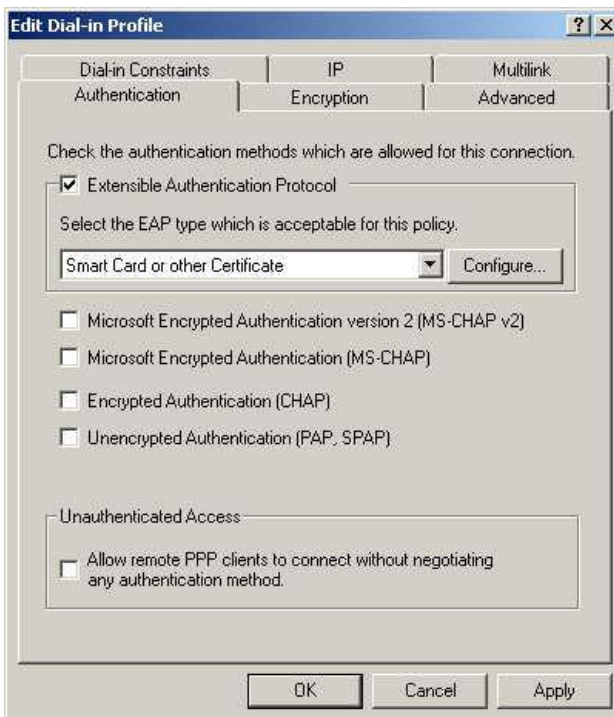 Edit Dial-in Profile
Dial-in Constraints
IP
Multilink
Authentication
Encryption
Advanced
Check the authentication methods which are allowed for this connection.
Extensible Authentication Protocol
Select the EAP type which is acceptable for this policy.
Smart Card or other Certificate
Configure...
Microsoft Encrypted Authentication version 2 (MS-CHAP v2)
Microsoft Encrypted Authentication (MS-CHAP)
Encrypted Authentication (CHAP)
Unencrypted Authentication (PAP, SPAP)
Unauthenticated Access
Allow remote PPP clients to connect without negotiating
any authentication method.
OK
Cancel
Apply